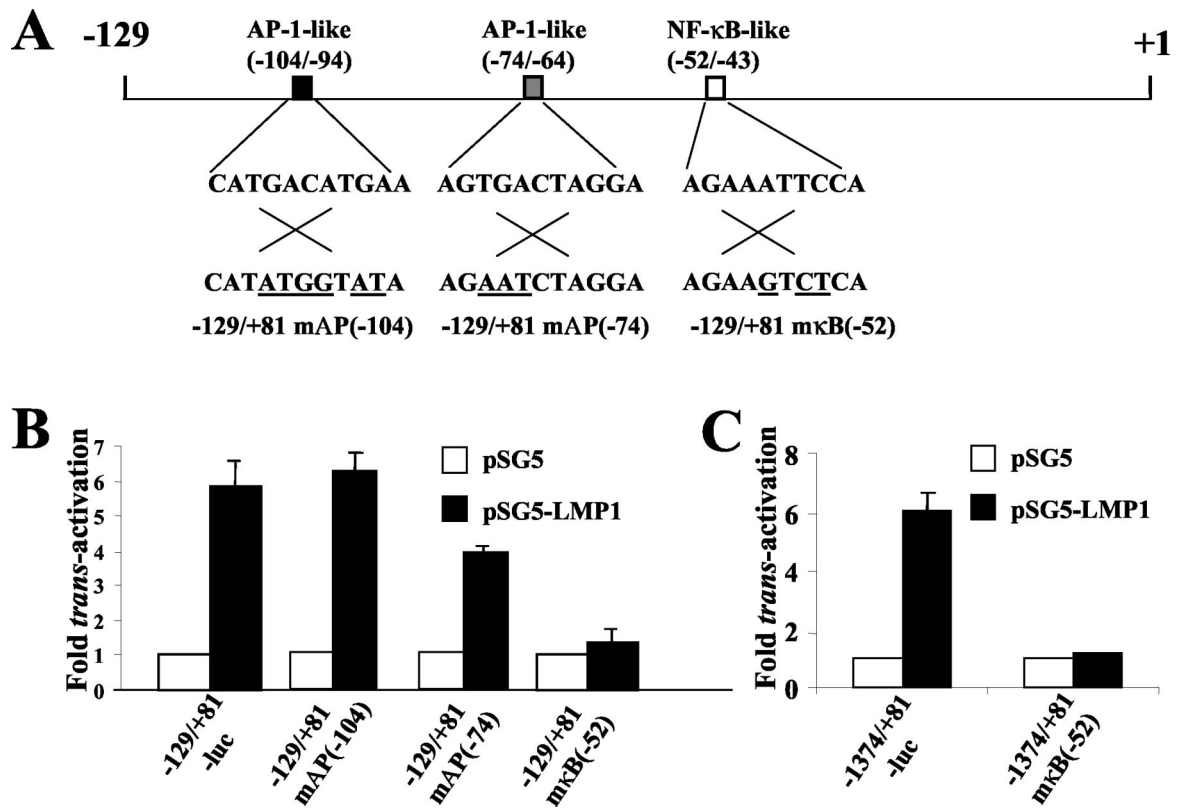 A
-129
AP-1-like
(-104/-94)
AP-1-like
(-74/-64)
NF-κB-like
(-52/-43)
+1
CATGACATGAA
AGTGACTAGGA
AGAAATTCCA
CATATGGTATA
AGAATCTAGGA
AGAAGTCTCA
-129/+81 mAP(-104)
-129/+81 mAP(-74)
-129/+81 mκB(-52)
B
Fold trans-activation
7
6
5
4
3
2
1
0
pSG5
pSG5-LMP1
-129/+81
-luc
-129/+81
mAP(-104)
-129/+81
mAP(-74)
-129/+81
mκB(-52)
C
Fold trans-activation
8
6
4
2
0
pSG5
pSG5-LMP1
-1374/+81
-luc
-1374/+81
mκB(-52)